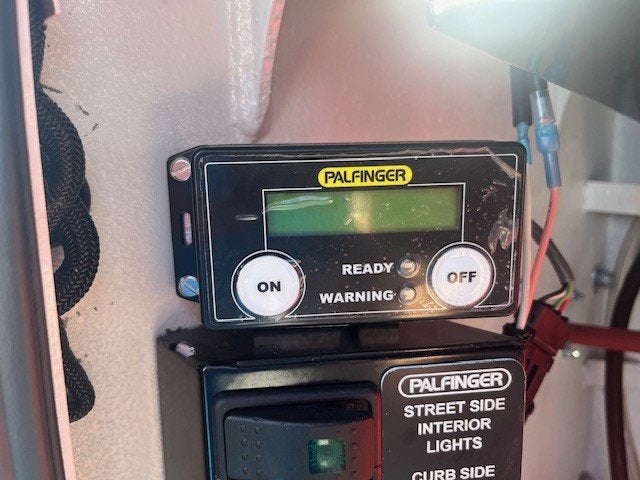 PALFINGER
READY
ON
OFF
WARNING
PALFINGER
STREET SIDE
INTERIOR
LIGHTS
CURB SIDE